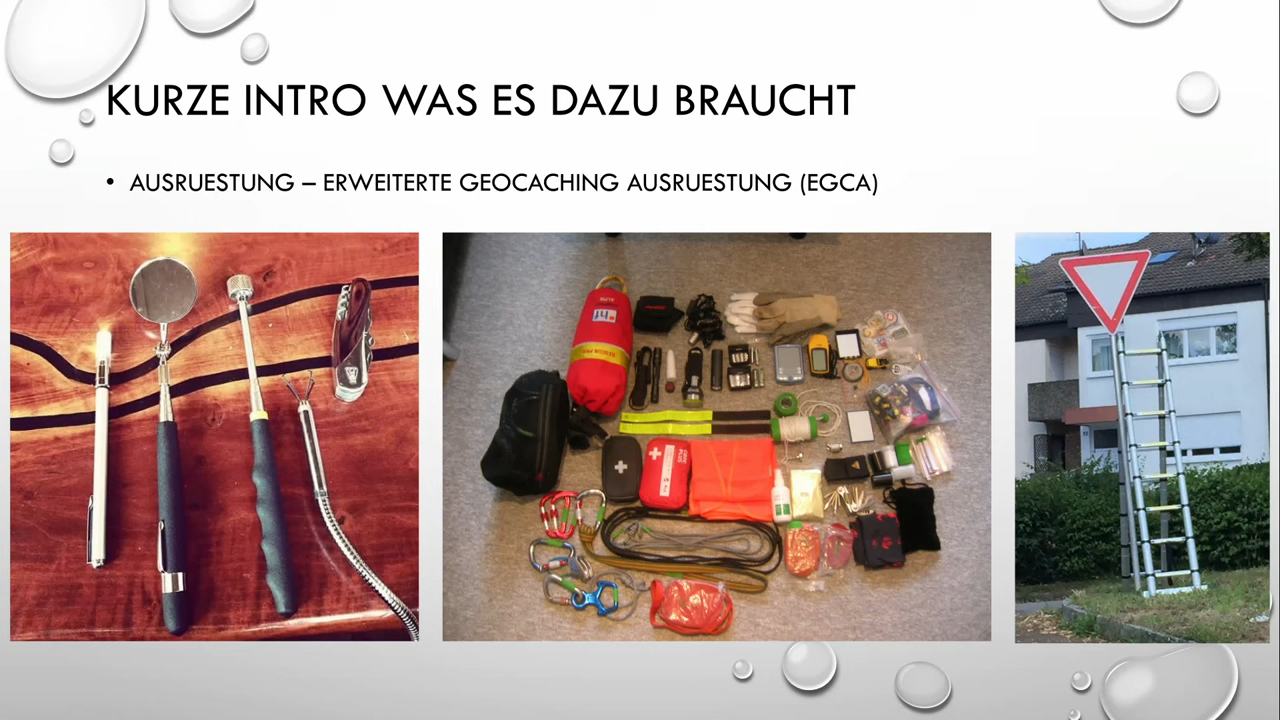 KURZE INTRO WAS ES DAZU BRAUCHT
• AUSRUESTUNG – ERWEITERTE GEOCACHING AUSRUESTUNG (EGCA)